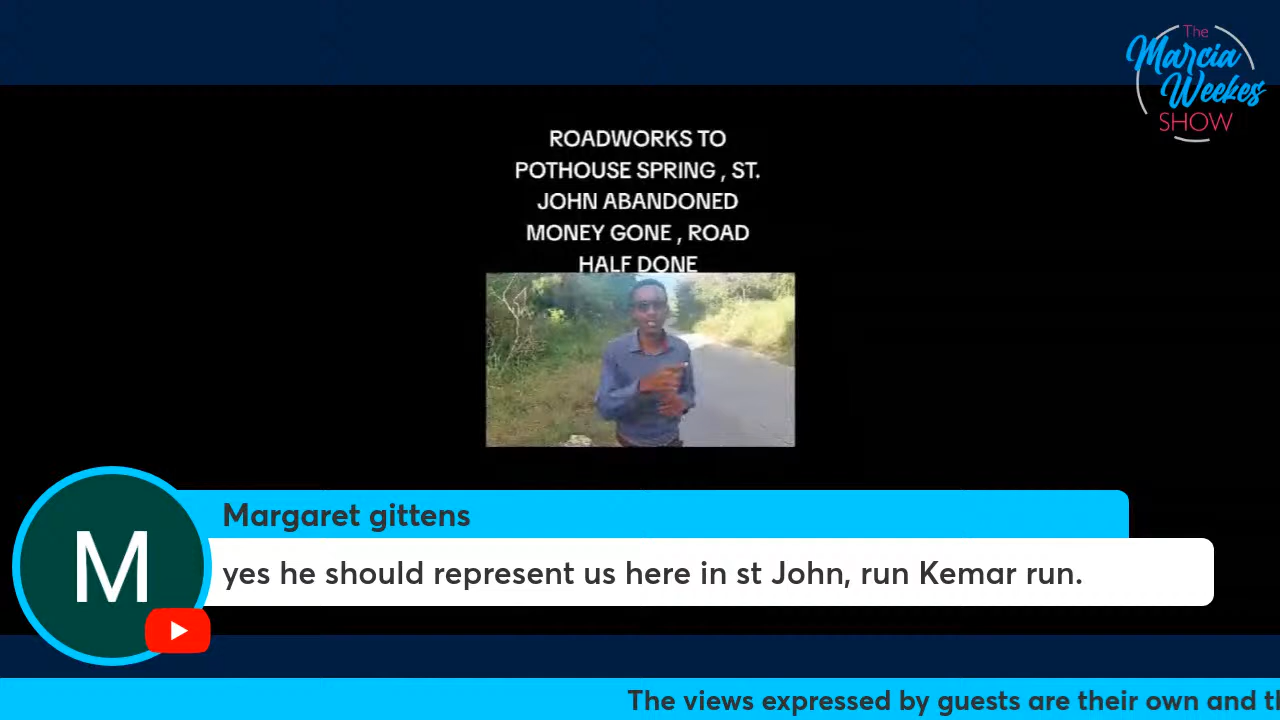 The
Marcia
Weekes
SHOW
ROADWORKS TO
POTHOUSE SPRING , ST.
JOHN ABANDONED
MONEY GONE , ROAD
HALF DONE
M
Margaret gittens
yes he should represent us here in st John, run Kemar run.
The views expressed by guests are their own and